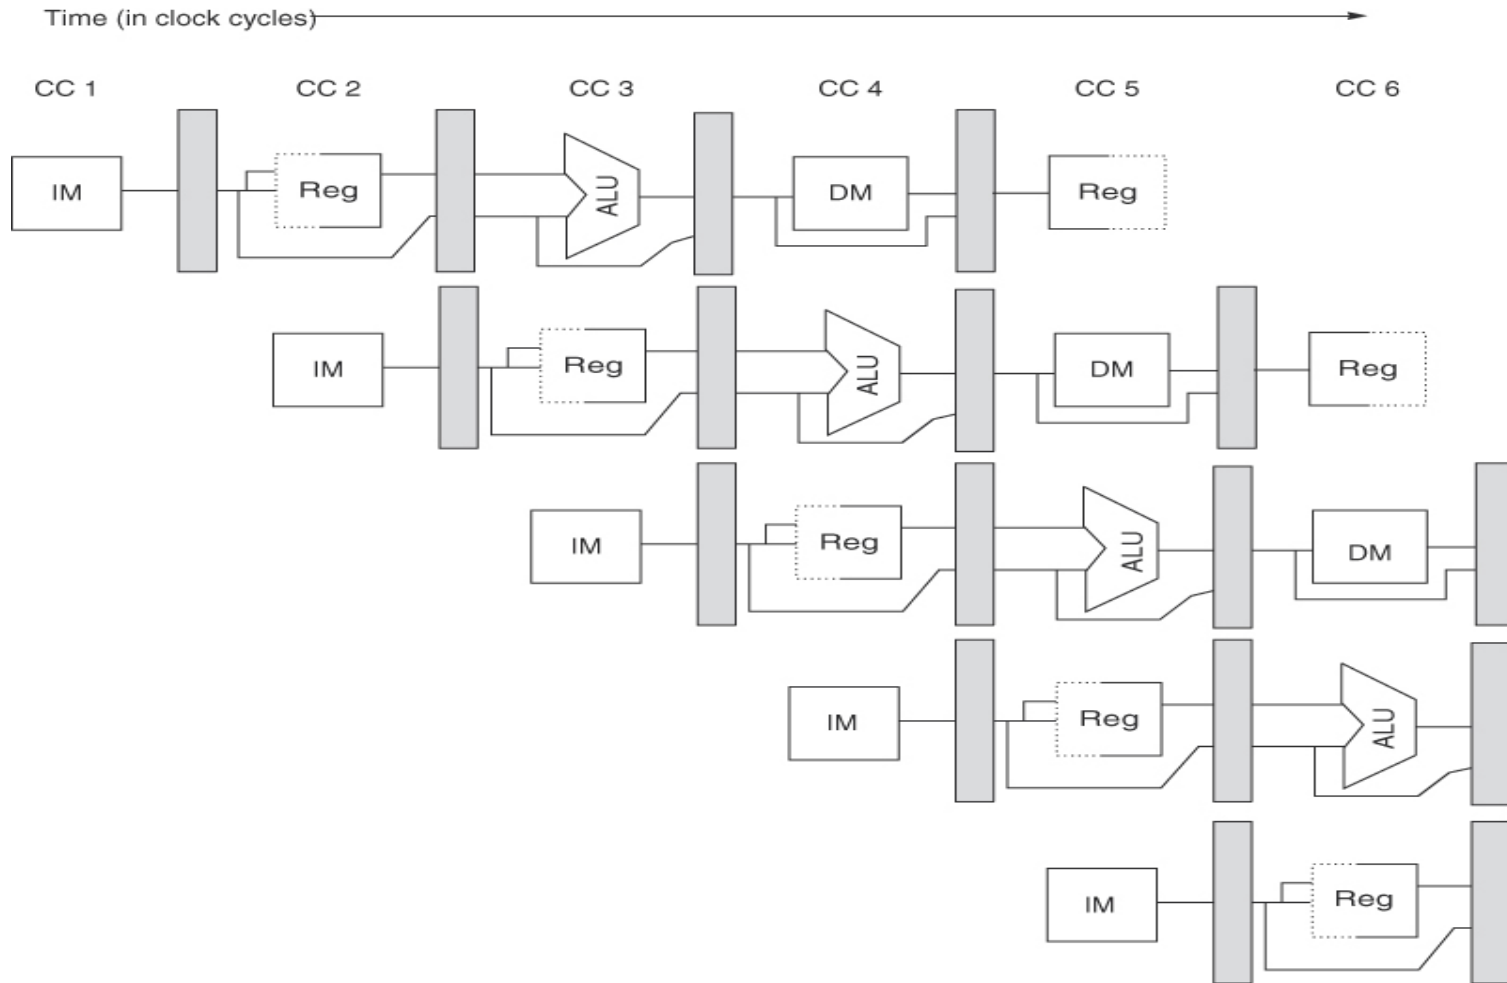 Time (in clock cycles)
CC 1 CC 2 CC 3 CC 4 CC 5 CC 6
IM Reg ALU DM Reg
IM Reg ALU DM Reg
IM Reg ALU DM
IM Reg ALU
IM Reg